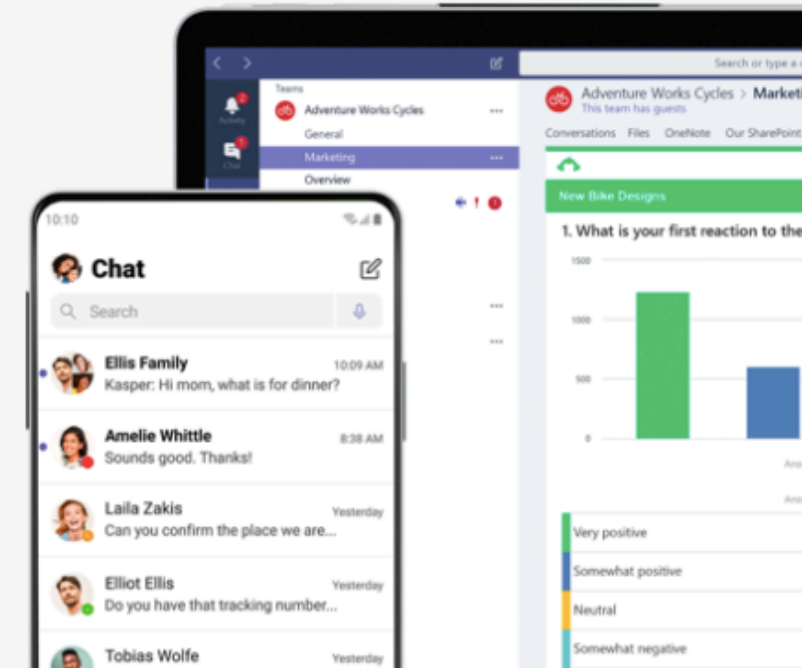 Search or type a
Teams
Adventure Works Cycles
General
Marketing
Overview
Activity
2
Chat
1
Adventure Works Cycles > Marketi
This team has guests
Conversations Files OneNote Our SharePoint
New Bike Designs
1. What is your first reaction to the
1500
1000
500
0
Very positive
Somewhat positive
Neutral
Somewhat negative
10:10
Chat
Search
Ellis Family 10:09 AM
Kasper: Hi mom, what is for dinner?
Amelie Whittle 8:38 AM
Sounds good. Thanks!
Laila Zakis Yesterday
Can you confirm the place we are...
Elliot Ellis Yesterday
Do you have that tracking number...
Tobias Wolfe Yesterday